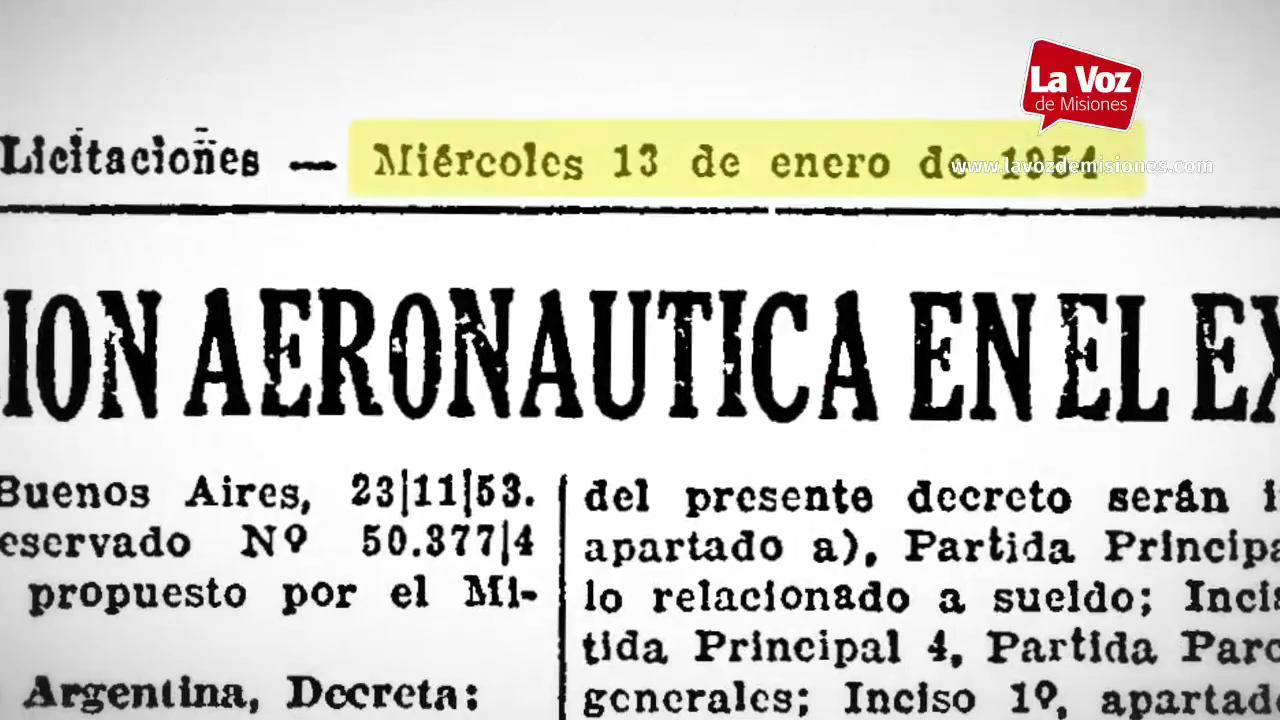 La Voz
de Misiones
www.lavozdemisiones.com
Licitaciones — Miércoles 13 de enero de 1954
ION AERONAUTICA EN EL EX
Buenos Aires, 23|11|53.
eservado Nº 50.377|4
propuesto por el Mi-
Argentina, Decreta:
del presente decreto serán i
apartado a), Partida Principa
lo relacionado a sueldo; Inci
tida Principal 4, Partida Parc
generales; Inciso 1º, apartad